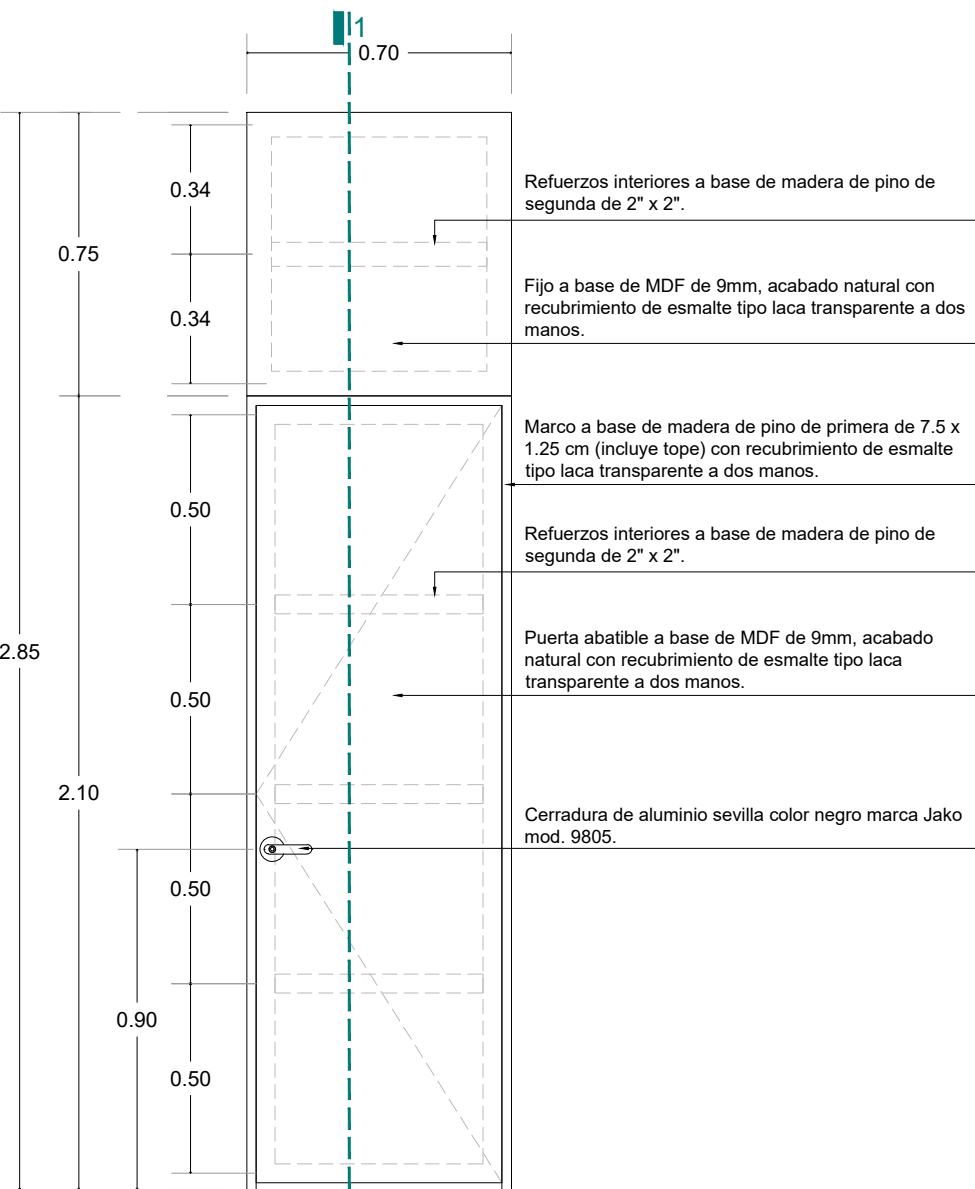 1
0.70
0.34
Refuerzos interiores a base de madera de pino de
segunda de 2" x 2".
0.75
Fijo a base de MDF de 9mm, acabado natural con
recubrimiento de esmalte tipo laca transparente a dos
manos.
0.34
Marco a base de madera de pino de primera de 7.5 x
1.25 cm (incluye tope) con recubrimiento de esmalte
tipo laca transparente a dos manos.
0.50
Refuerzos interiores a base de madera de pino de
segunda de 2" x 2".
2.85
Puerta abatible a base de MDF de 9mm, acabado
natural con recubrimiento de esmalte tipo laca
transparente a dos manos.
0.50
2.10
Cerradura de aluminio sevilla color negro marca Jako
mod. 9805.
0.50
0.90
0.50